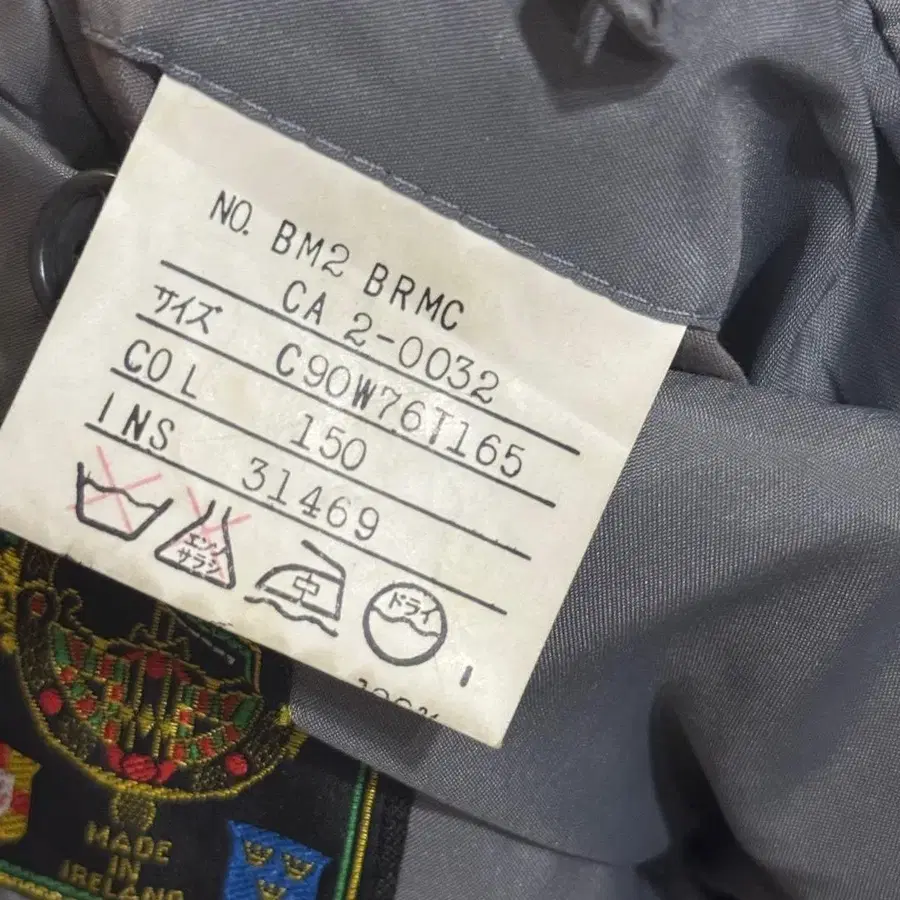 NO. BM2 BRMC
CA 2-0032
サイズ C90W76T165
COL 150
INS 31469
エンソ
サラシ
中
ドライ
MADE
IN
IRELAND